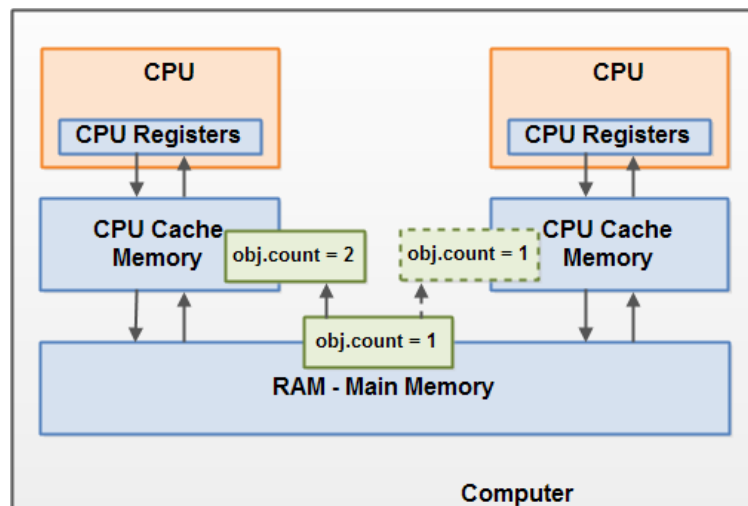 CPU
CPU
CPU Registers
CPU Registers
CPU Cache
Memory
obj.count = 2
obj.count = 1
CPU Cache
Memory
obj.count = 1
RAM - Main Memory
Computer